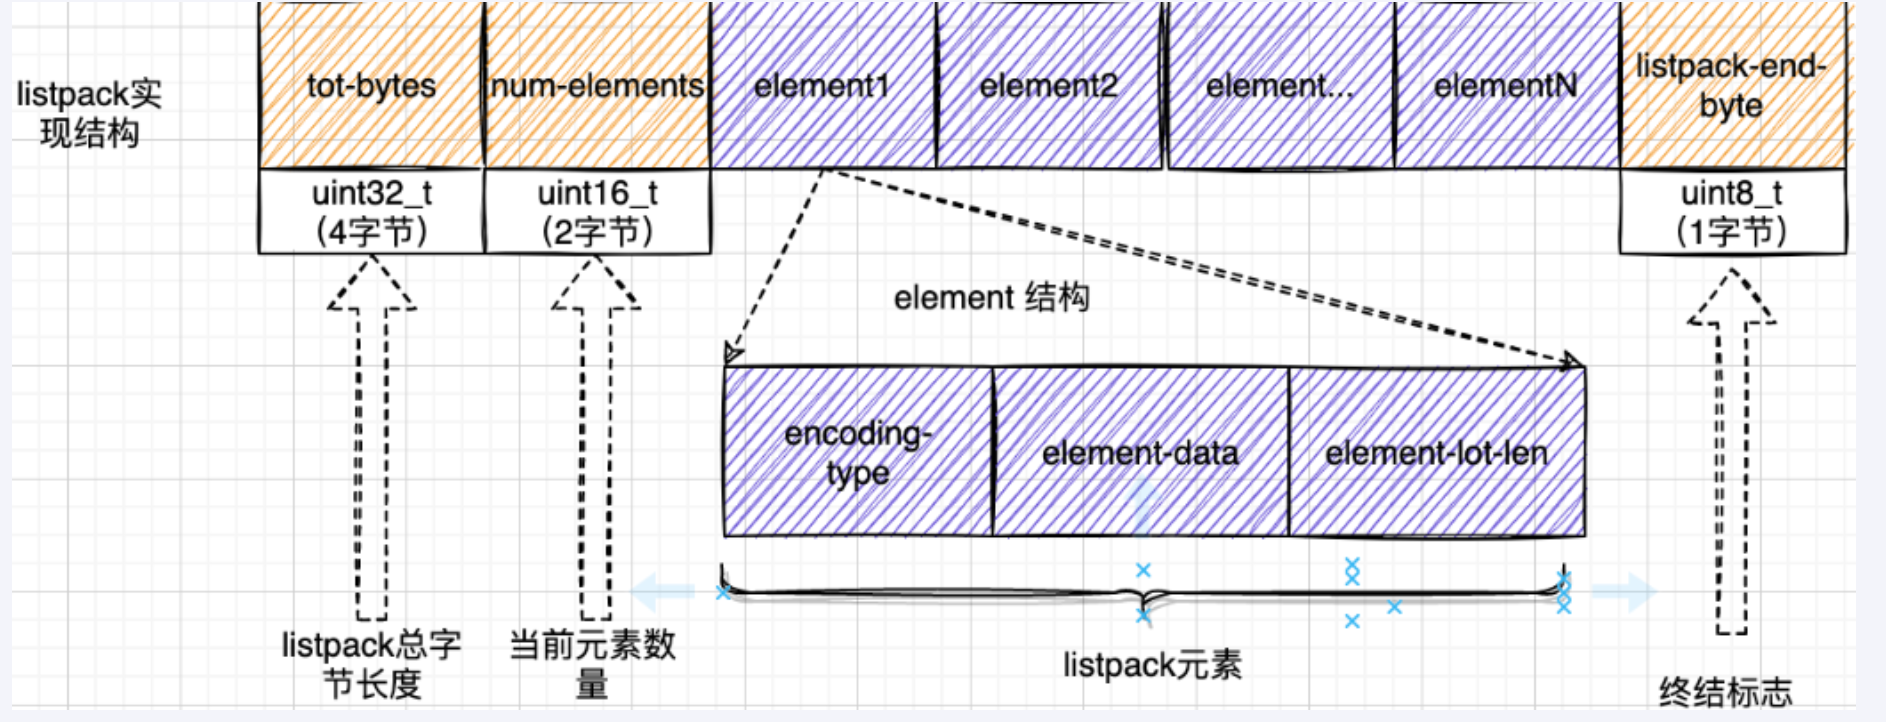 listpack实
现结构
tot-bytes
num-elements
element1
element2
element...
elementN
listpack-end-
byte
uint32_t
(4字节)
uint16_t
(2字节)
uint8_t
(1字节)
element 结构
encoding-
type
element-data
element-lot-len
listpack总字
节长度
当前元素数
量
listpack元素
终结标志